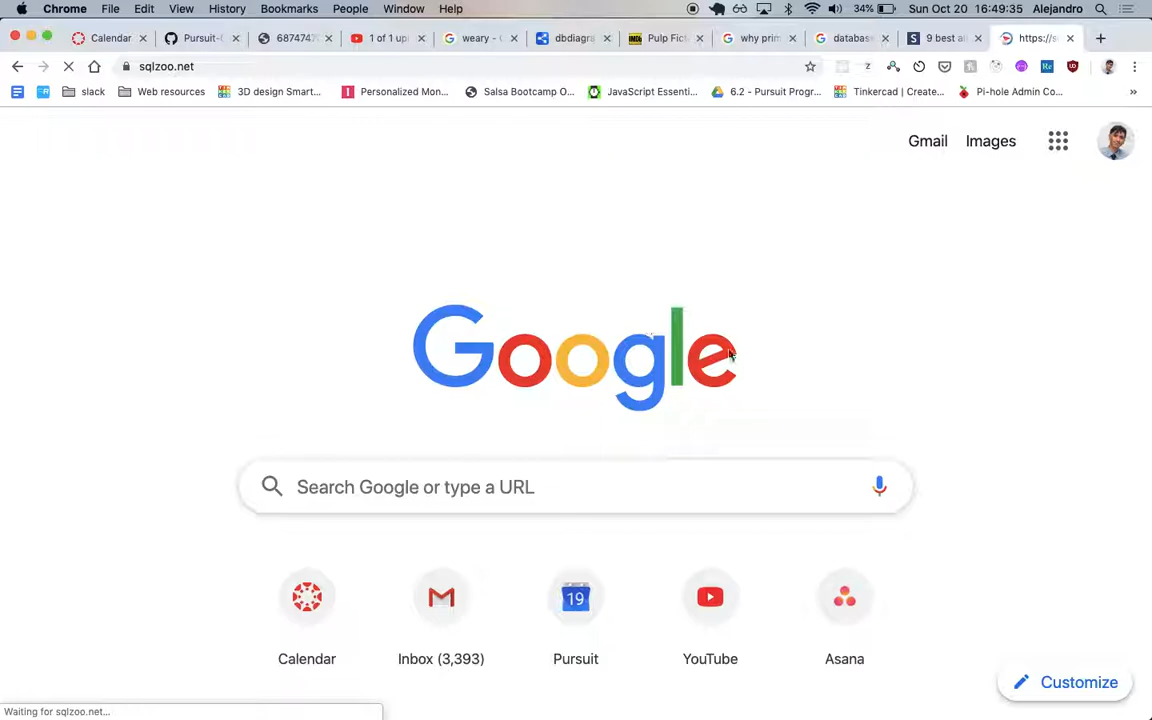 Chrome File Edit View History Bookmarks People Window Help 34% Sun Oct 20 16:49:35 Alejandro
Calendar Pursuit- 687474 1 of 1 up weary - dbdiagra Pulp Fic why prim databas 9 best al https://s
sqlzoo.net
slack Web resources 3D design Smart... Personalized Mon... Salsa Bootcamp O... JavaScript Essenti... 6.2 - Pursuit Progr... Tinkercad | Create... Pi-hole Admin Co... »
Gmail Images
Google
Search Google or type a URL
19
Calendar Inbox (3,393) Pursuit YouTube Asana
Customize
Waiting for sqlzoo.net...